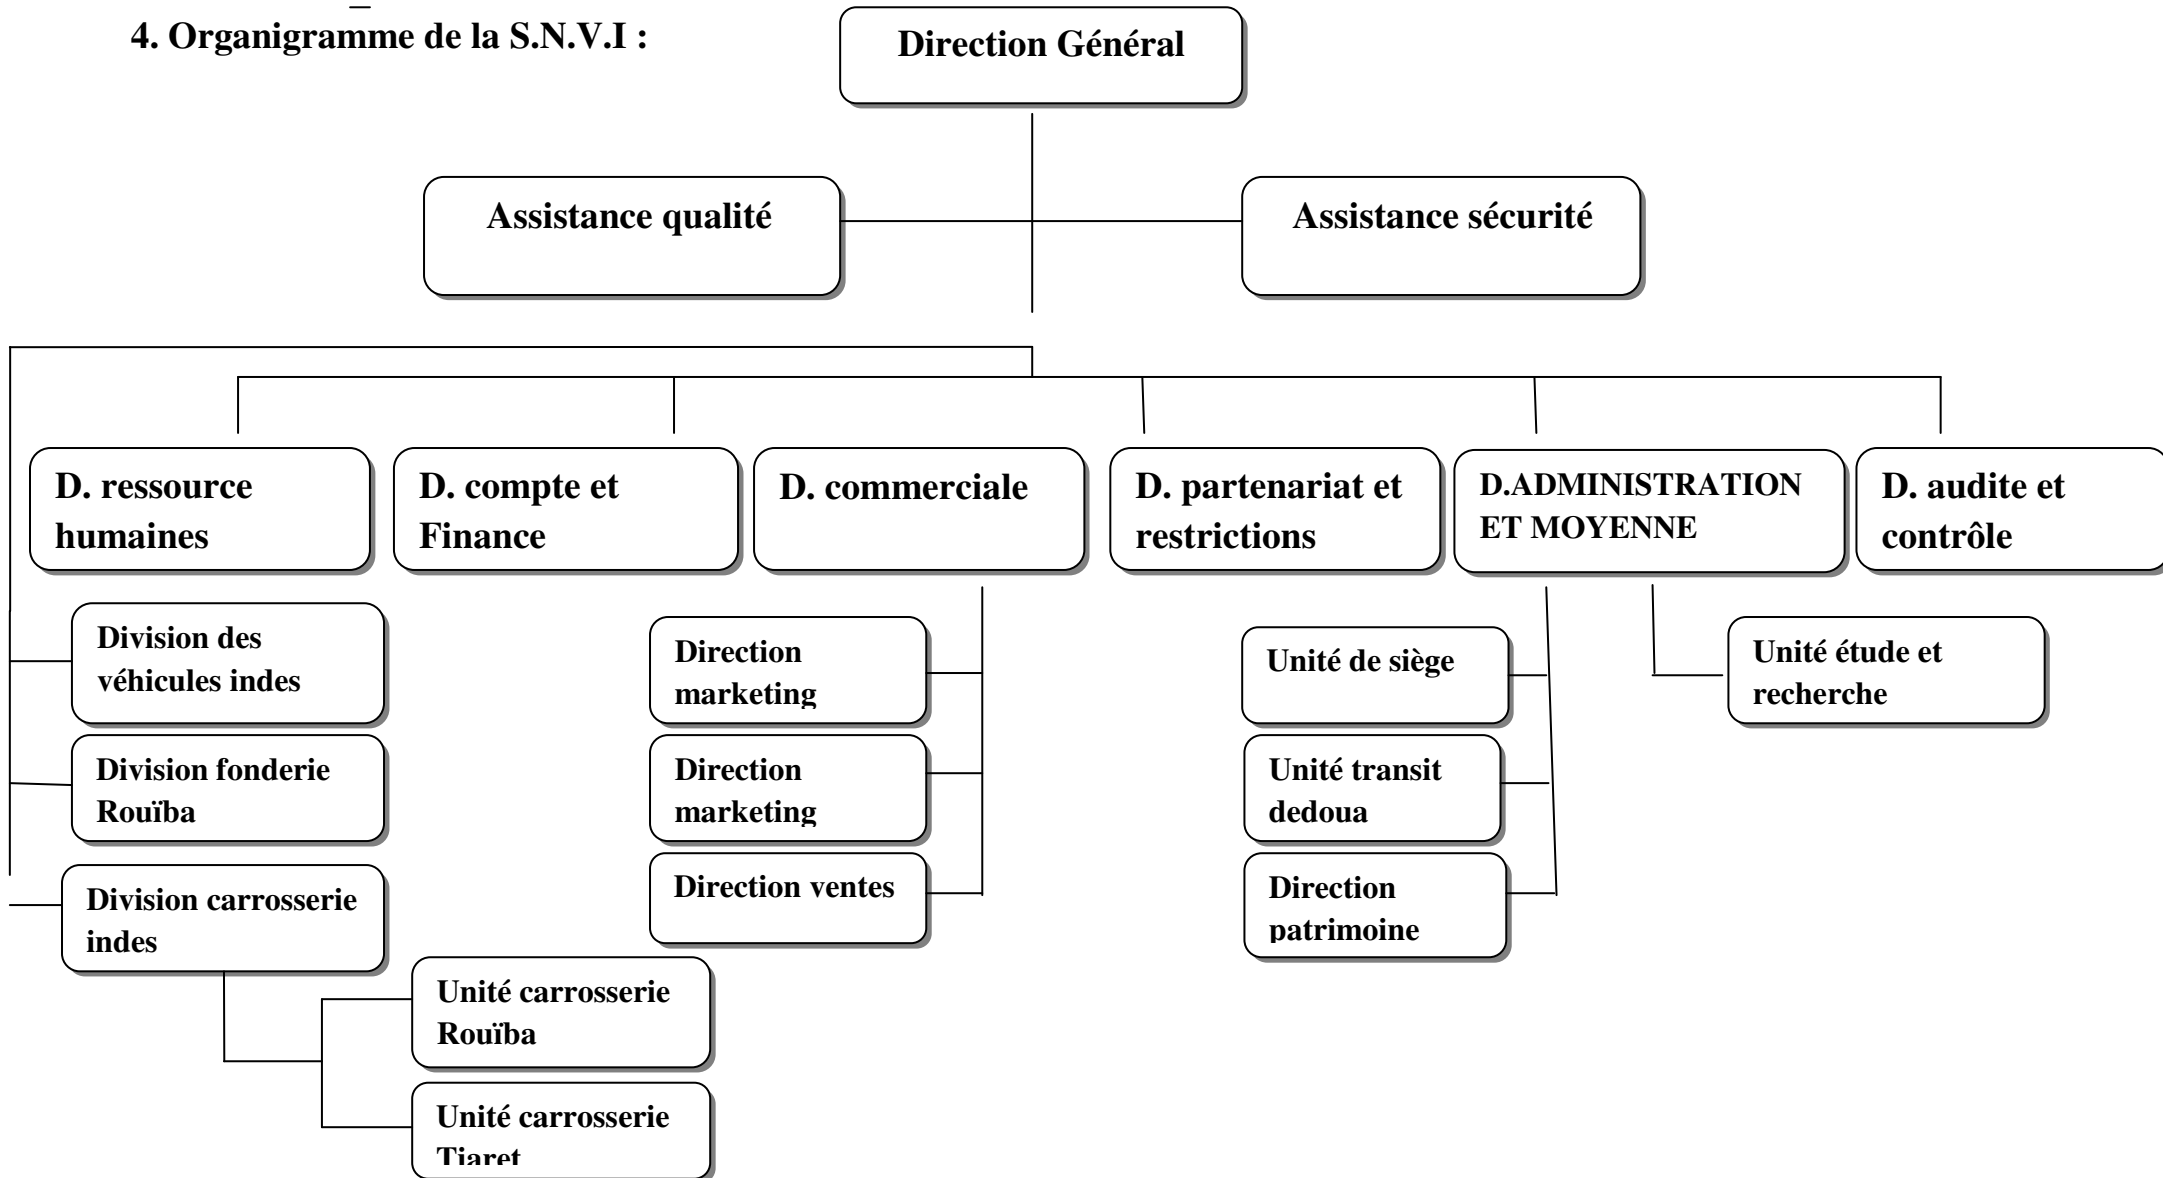 4. Organigramme de la S.N.V.I :
Direction Général
Assistance qualité
Assistance sécurité
D. ressource
humaines
D. compte et
Finance
D. commerciale
D. partenariat et
restrictions
D.ADMINISTRATION
ET MOYENNE
D. audite et
contrôle
Division des
véhicules indes
Direction
marketing
Unité de siège
Unité étude et
recherche
Division fonderie
Rouïba
Direction
marketing
Unité transit
dedoua
Division carrosserie
indes
Direction ventes
Direction
patrimoine
Unité carrosserie
Rouïba
Unité carrosserie
Tiaret